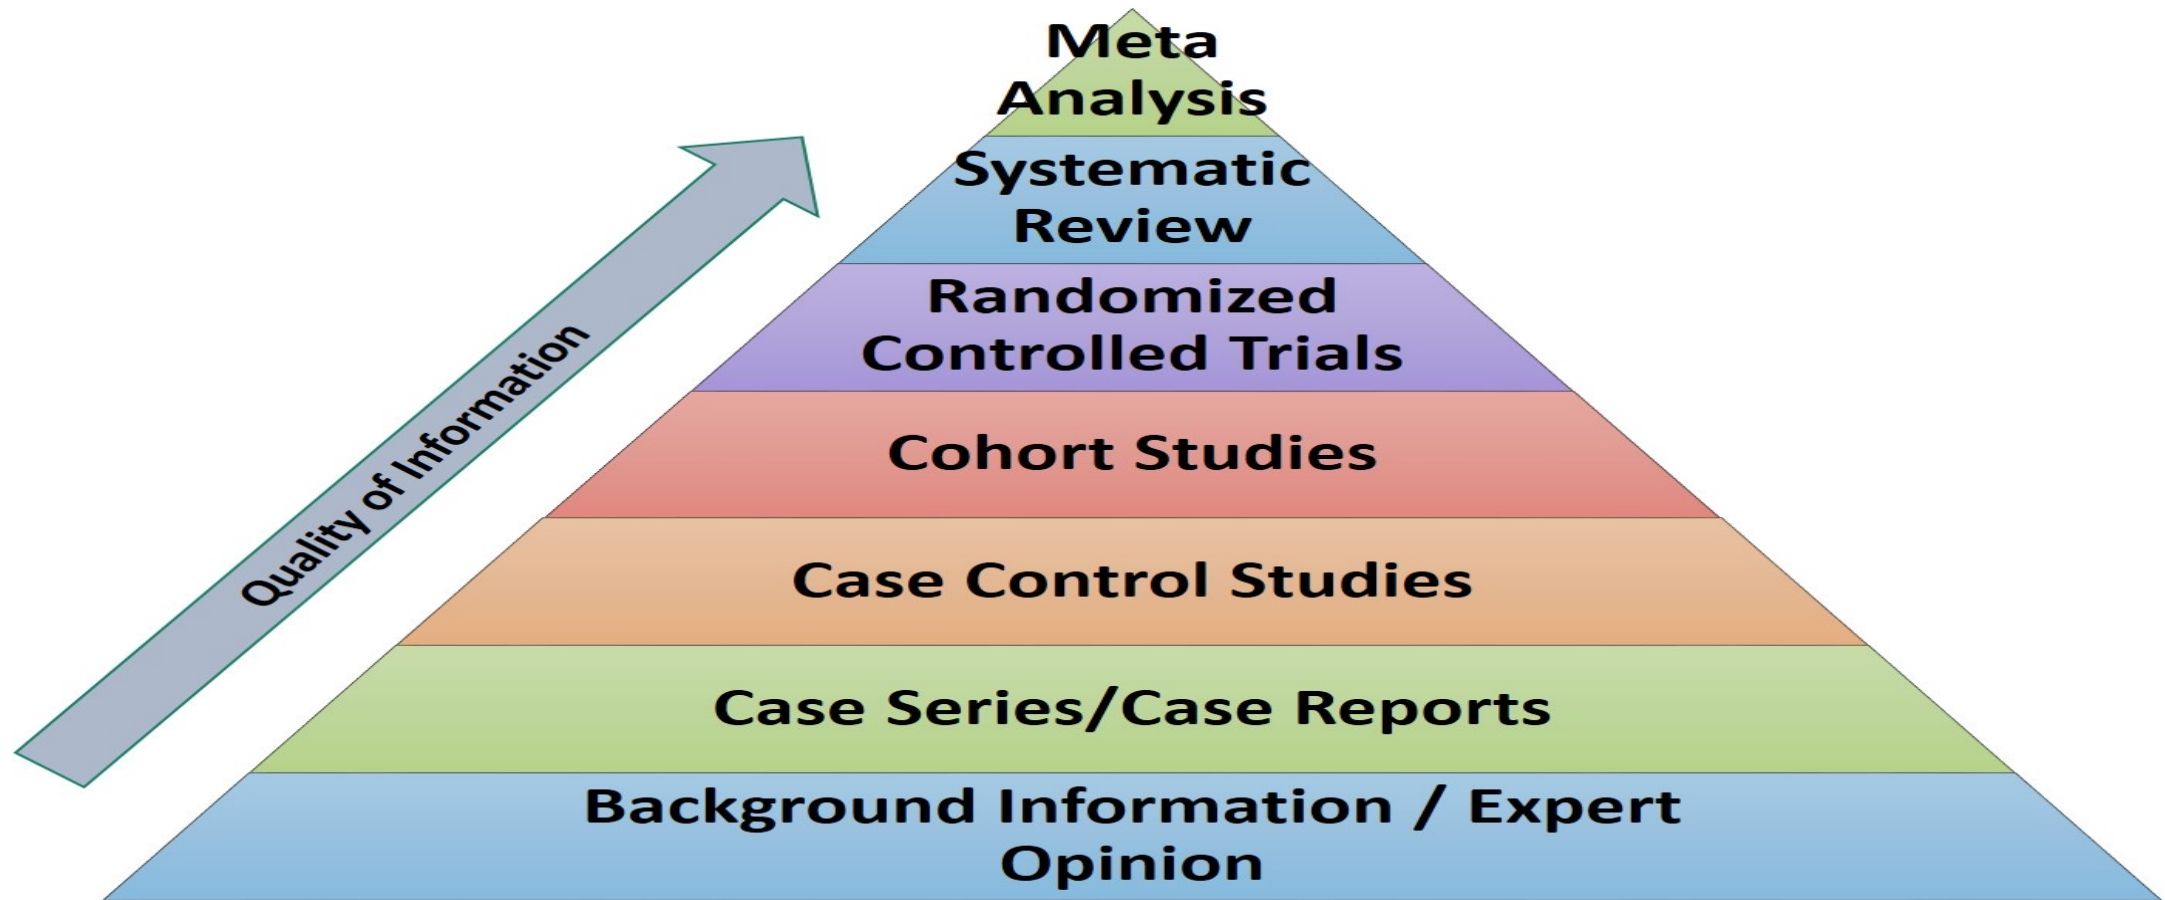 Meta
Analysis
Systematic
Review
Randomized
Controlled Trials
Cohort Studies
Case Control Studies
Case Series/Case Reports
Background Information / Expert
Opinion
Quality of Information